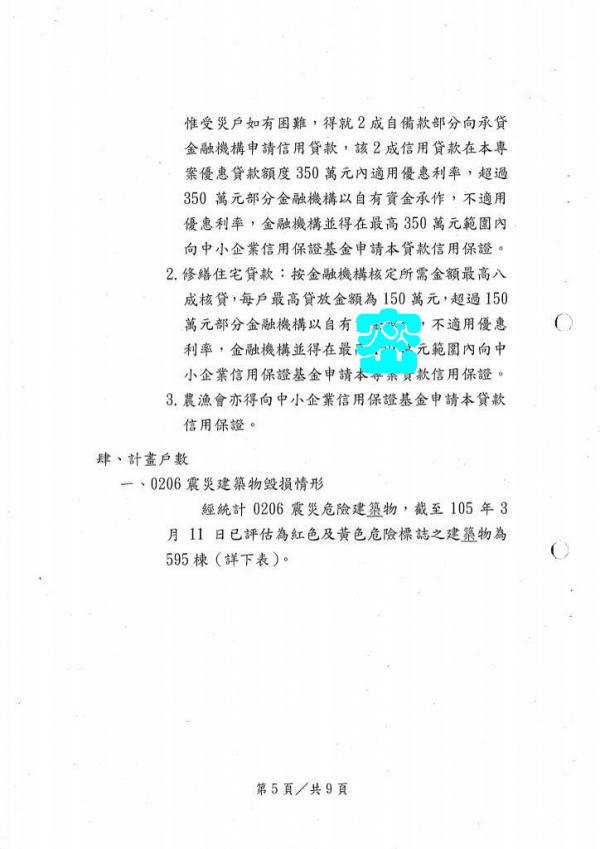 惟受災戶如有困難，得就2成自備款部分向承貸
金融機構申請信用貸款，該2成信用貸款在本專
案優惠貸款額度350萬元內適用優惠利率，超過
350 萬元部分金融機構以自有資金承作，不適用
優惠利率，金融機構並得在最高350萬元範圍內
向中小企業信用保證基金申請本貸款信用保證。
2.修繕住宅貸款：按金融機構核定所需金額最高八
成核貸，每戶最高貸放金額為150萬元，超過150
萬元部分金融機構以自有，不適用優惠
利率，金融機構並得在最萬元範圍內向中
小企業信用保證基金申請本專案貸款信用保證。
3.農漁會亦得向中小企業信用保證基金申請本貸款
信用保證。
肆、計畫戶數
一、0206震災建築物毀損情形
經統計0206震災危險建築物，截至105年3
月11日已評估為紅色及黃色危險標誌之建築物為
595棟（詳下表）。
第5頁／共9頁